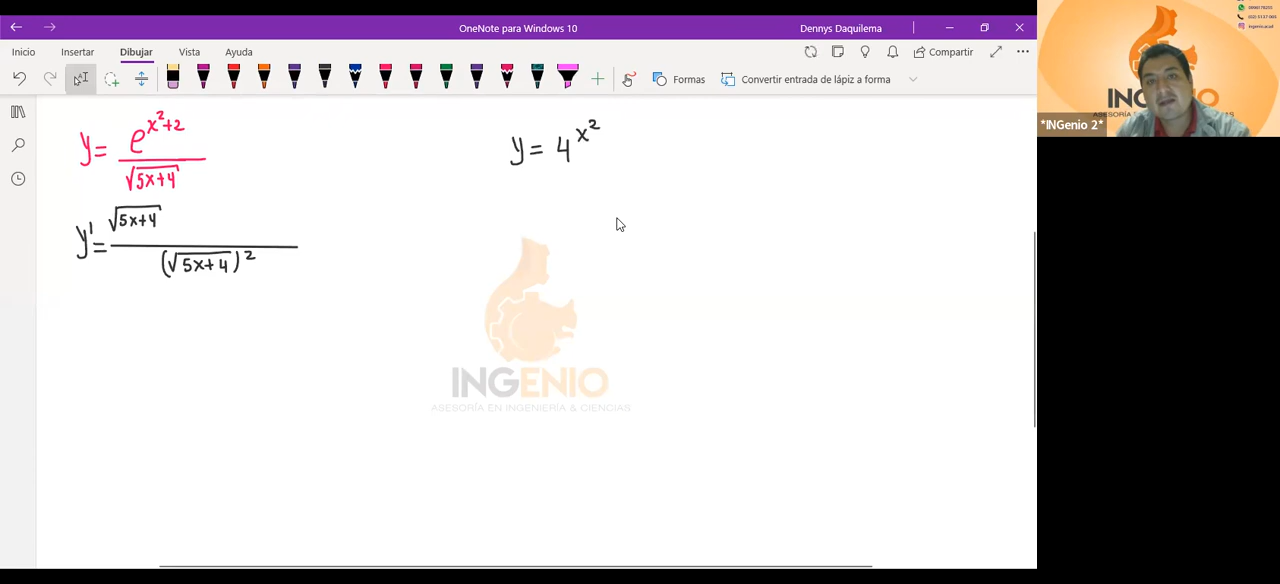 OneNote para Windows 10
Dennys Daquilema
Inicio
Insertar
Dibujar
Vista
Ayuda
Compartir
Formas
Convertir entrada de lápiz a forma
y = e^(x²+2) / √(5x+4)
y' = √(5x+4) / (√(5x+4))²
y = 4^(x²)
INGENIO
ASESORÍA EN INGENIERÍA & CIENCIAS
*INGenio 2*